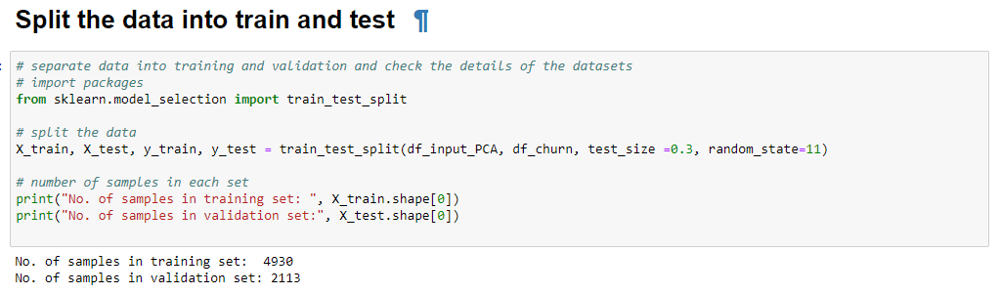 Split the data into train and test ¶
# separate data into training and validation and check the details of the datasets
# import packages
from sklearn.model_selection import train_test_split
# split the data
X_train, X_test, y_train, y_test = train_test_split(df_input_PCA, df_churn, test_size =0.3, random_state=11)
# number of samples in each set
print("No. of samples in training set: ", X_train.shape[0])
print("No. of samples in validation set:", X_test.shape[0])
No. of samples in training set:  4930
No. of samples in validation set: 2113